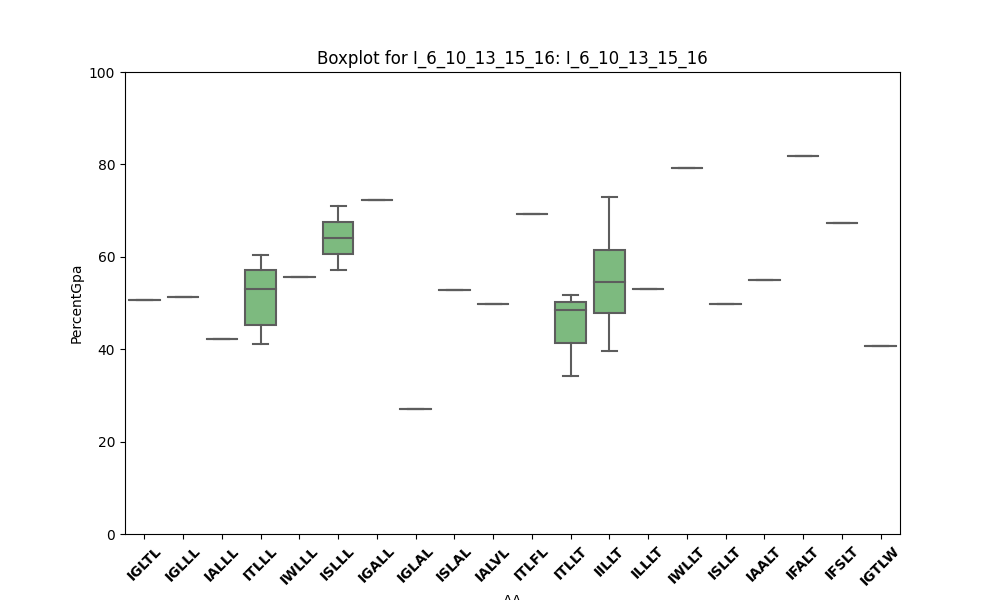 Boxplot for I_6_10_13_15_16: I_6_10_13_15_16
100
80
60
40
20
0
PercentGpa
IGLTL
IGLLL
IALLL
ITLLL
IWLLL
ISLLL
IGALL
IGLAL
ISLAL
IALVL
ITLFL
ITLLT
IILLT
ILLLT
IWLLT
ISLLT
IAALT
IFALT
IFSLT
IGTLW
AA